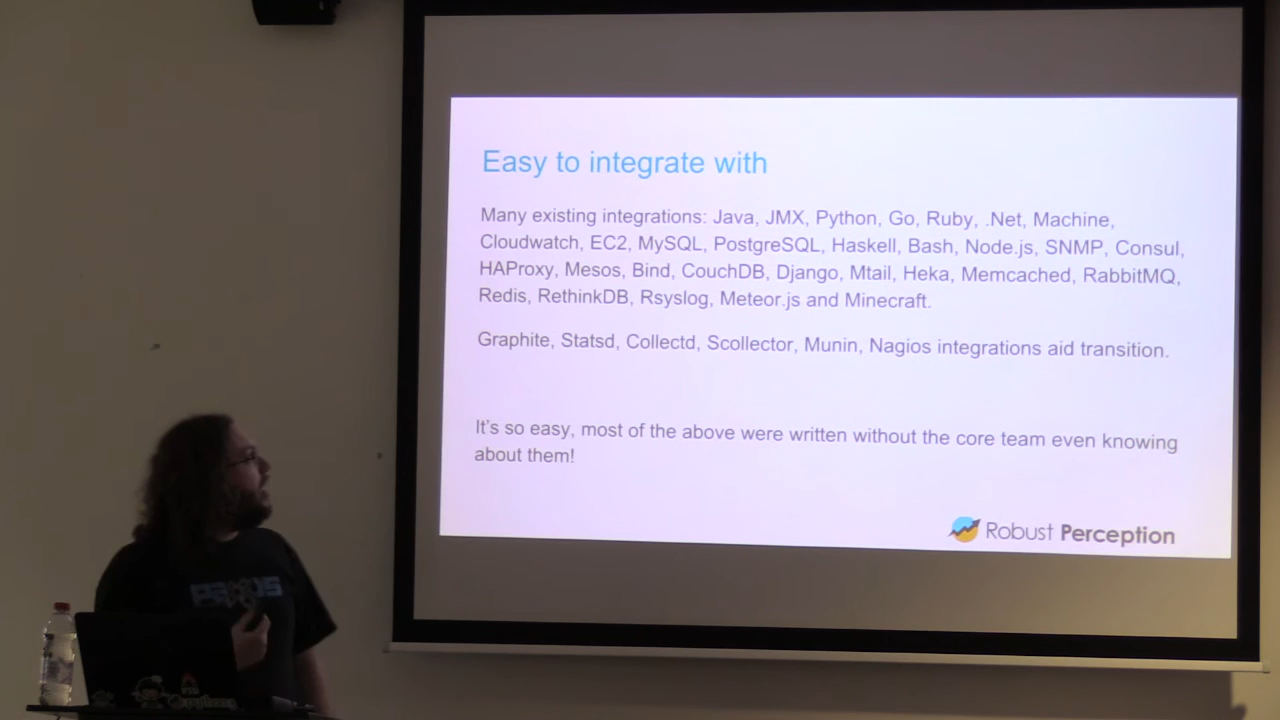 Easy to integrate with
Many existing integrations: Java, JMX, Python, Go, Ruby, .Net, Machine,
Cloudwatch, EC2, MySQL, PostgreSQL, Haskell, Bash, Node.js, SNMP, Consul,
HAProxy, Mesos, Bind, CouchDB, Django, Mtail, Heka, Memcached, RabbitMQ,
Redis, RethinkDB, Rsyslog, Meteor.js and Minecraft.
Graphite, Statsd, Collectd, Scollector, Munin, Nagios integrations aid transition.
It's so easy, most of the above were written without the core team even knowing
about them!
Robust Perception